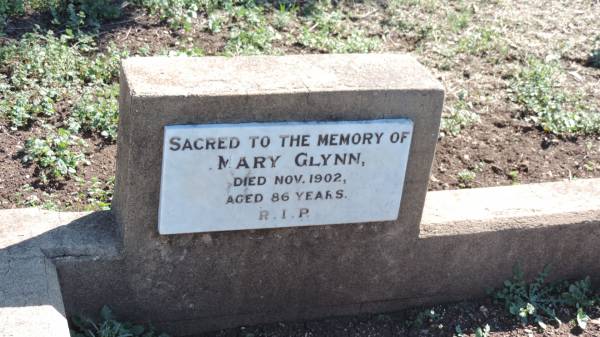 SACRED TO THE MEMORY OF
MARY GLYNN,
DIED NOV. 1902,
AGED 86 YEARS.
R.I.P.